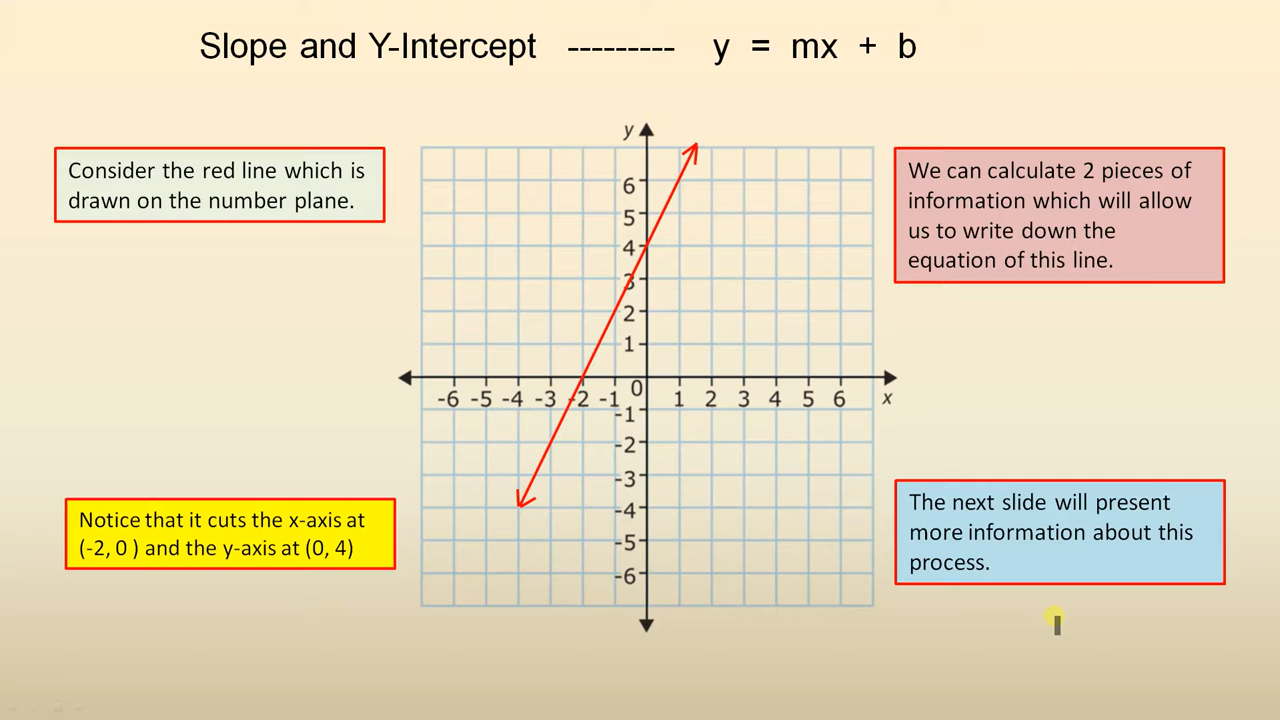 Slope and Y-Intercept --------- y = mx + b
Consider the red line which is
drawn on the number plane.
We can calculate 2 pieces of
information which will allow
us to write down the
equation of this line.
y
6
5
4
3
2
1
0
-6 -5 -4 -3 -2 -1 1 2 3 4 5 6 x
-1
-2
-3
-4
-5
-6
Notice that it cuts the x-axis at
(-2, 0 ) and the y-axis at (0, 4)
The next slide will present
more information about this
process.